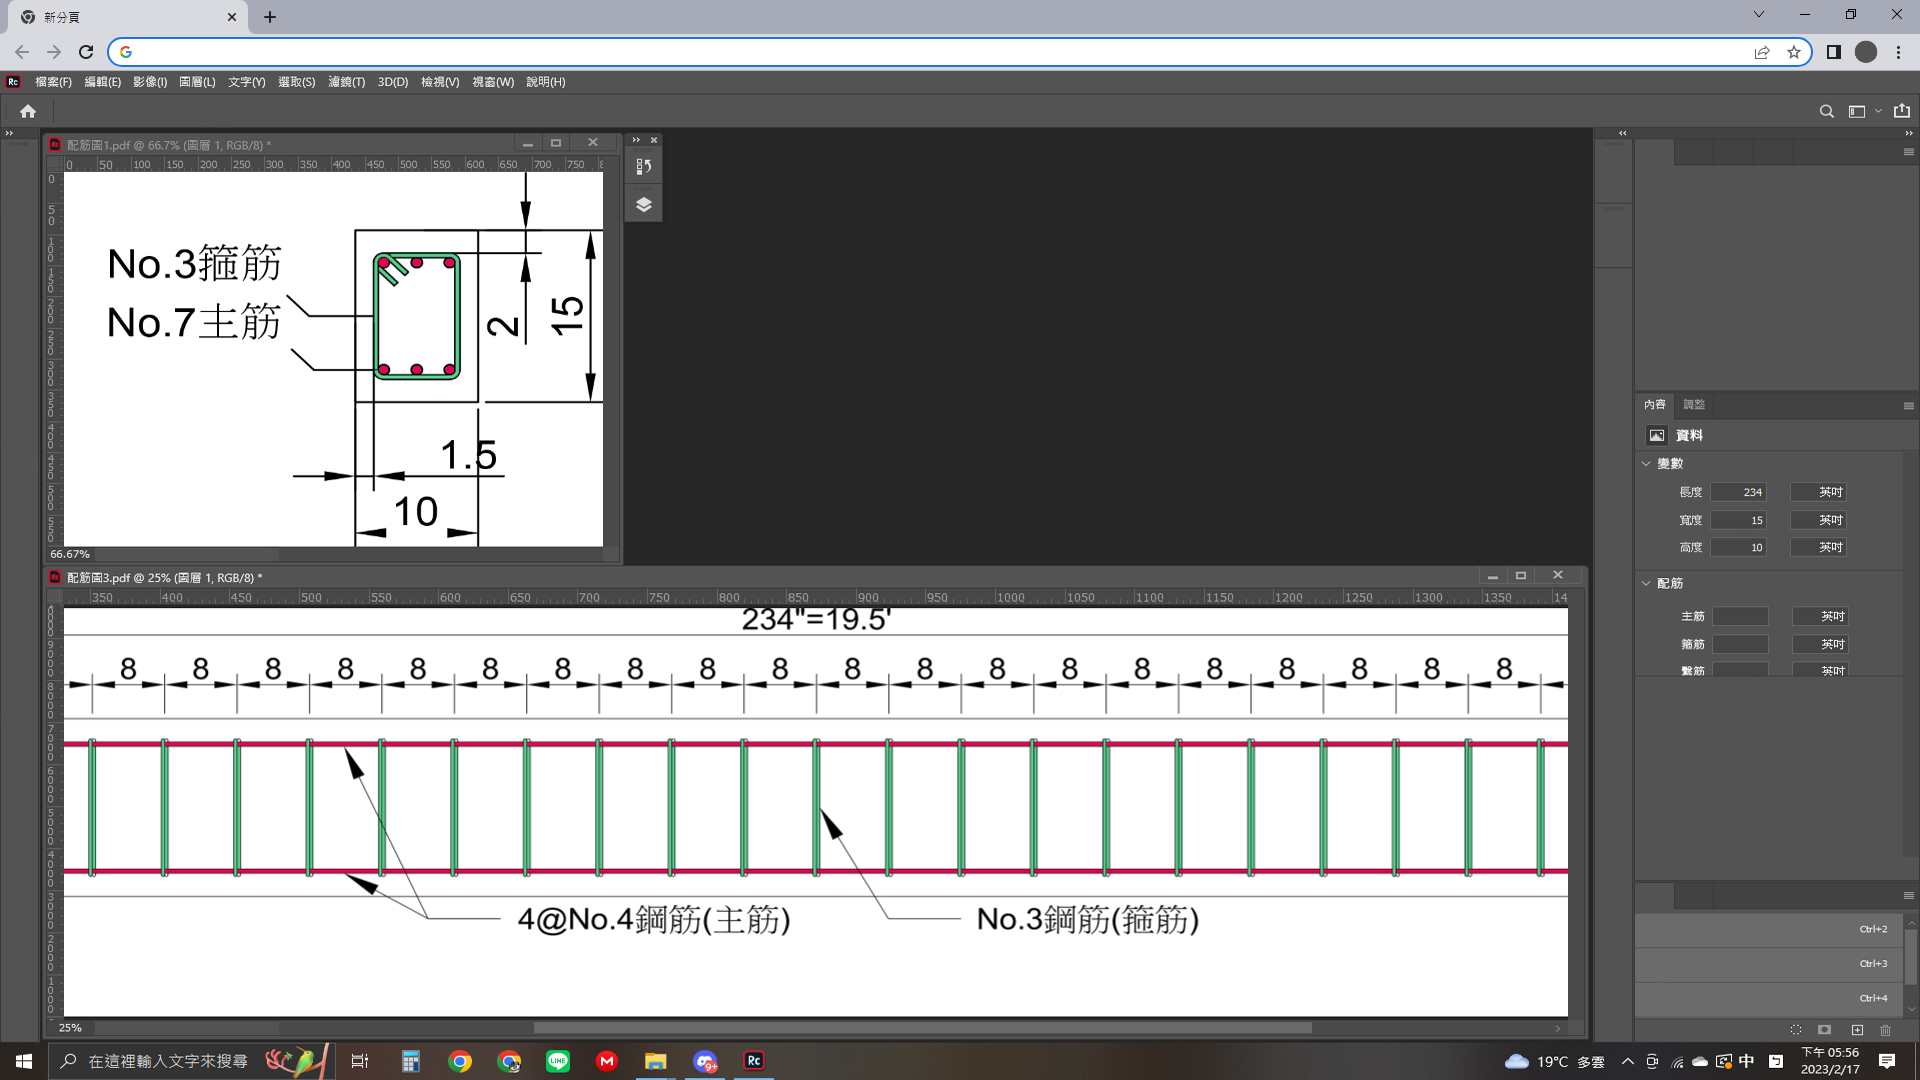 新分頁
Rc 檔案(F) 編輯(E) 影像(I) 圖層(L) 文字(Y) 選取(S) 濾鏡(T) 3D(D) 檢視(V) 視窗(W) 說明(H)
配筋圖1.pdf @ 66.7% (圖層 1, RGB/8) *
0 50 100 150 200 250 300 350 400 450 500 550 600 650 700 750 8
No.3箍筋
No.7主筋
2
15
1.5
10
66.67%
配筋圖3.pdf @ 25% (圖層 1, RGB/8) *
350 400 450 500 550 600 650 700 750 800 850 900 950 1000 1050 1100 1150 1200 1250 1300 1350 14
234"=19.5'
8 8 8 8 8 8 8 8 8 8 8 8 8 8 8 8 8 8 8 8
4@No.4鋼筋(主筋)
No.3鋼筋(箍筋)
25%
內容 調整
資料
變數
長度 234 英吋
寬度 15 英吋
高度 10 英吋
配筋
主筋 英吋
箍筋 英吋
繫筋 英吋
Ctrl+2
Ctrl+3
Ctrl+4
在這裡輸入文字來搜尋
LINE
9+
Rc
19°C 多雲
中
下午 05:56
2023/2/17